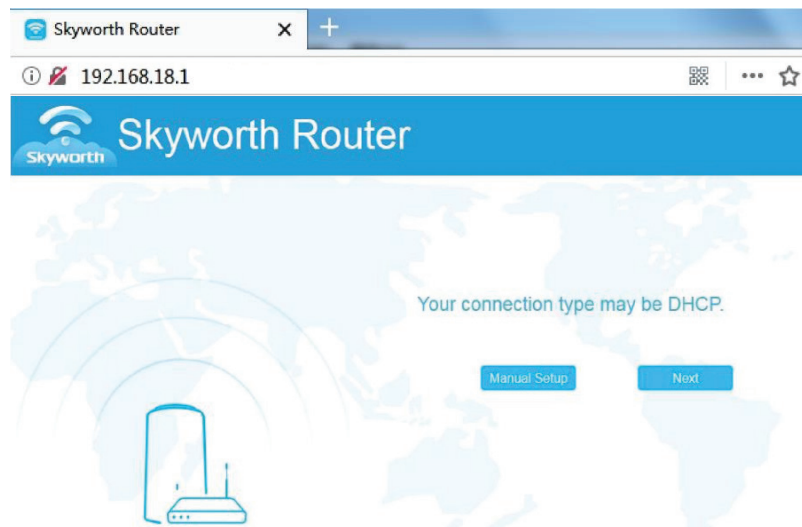 Skyworth Router
192.168.18.1
Skyworth
Skyworth Router
Your connection type may be DHCP.
Manual Setup
Next